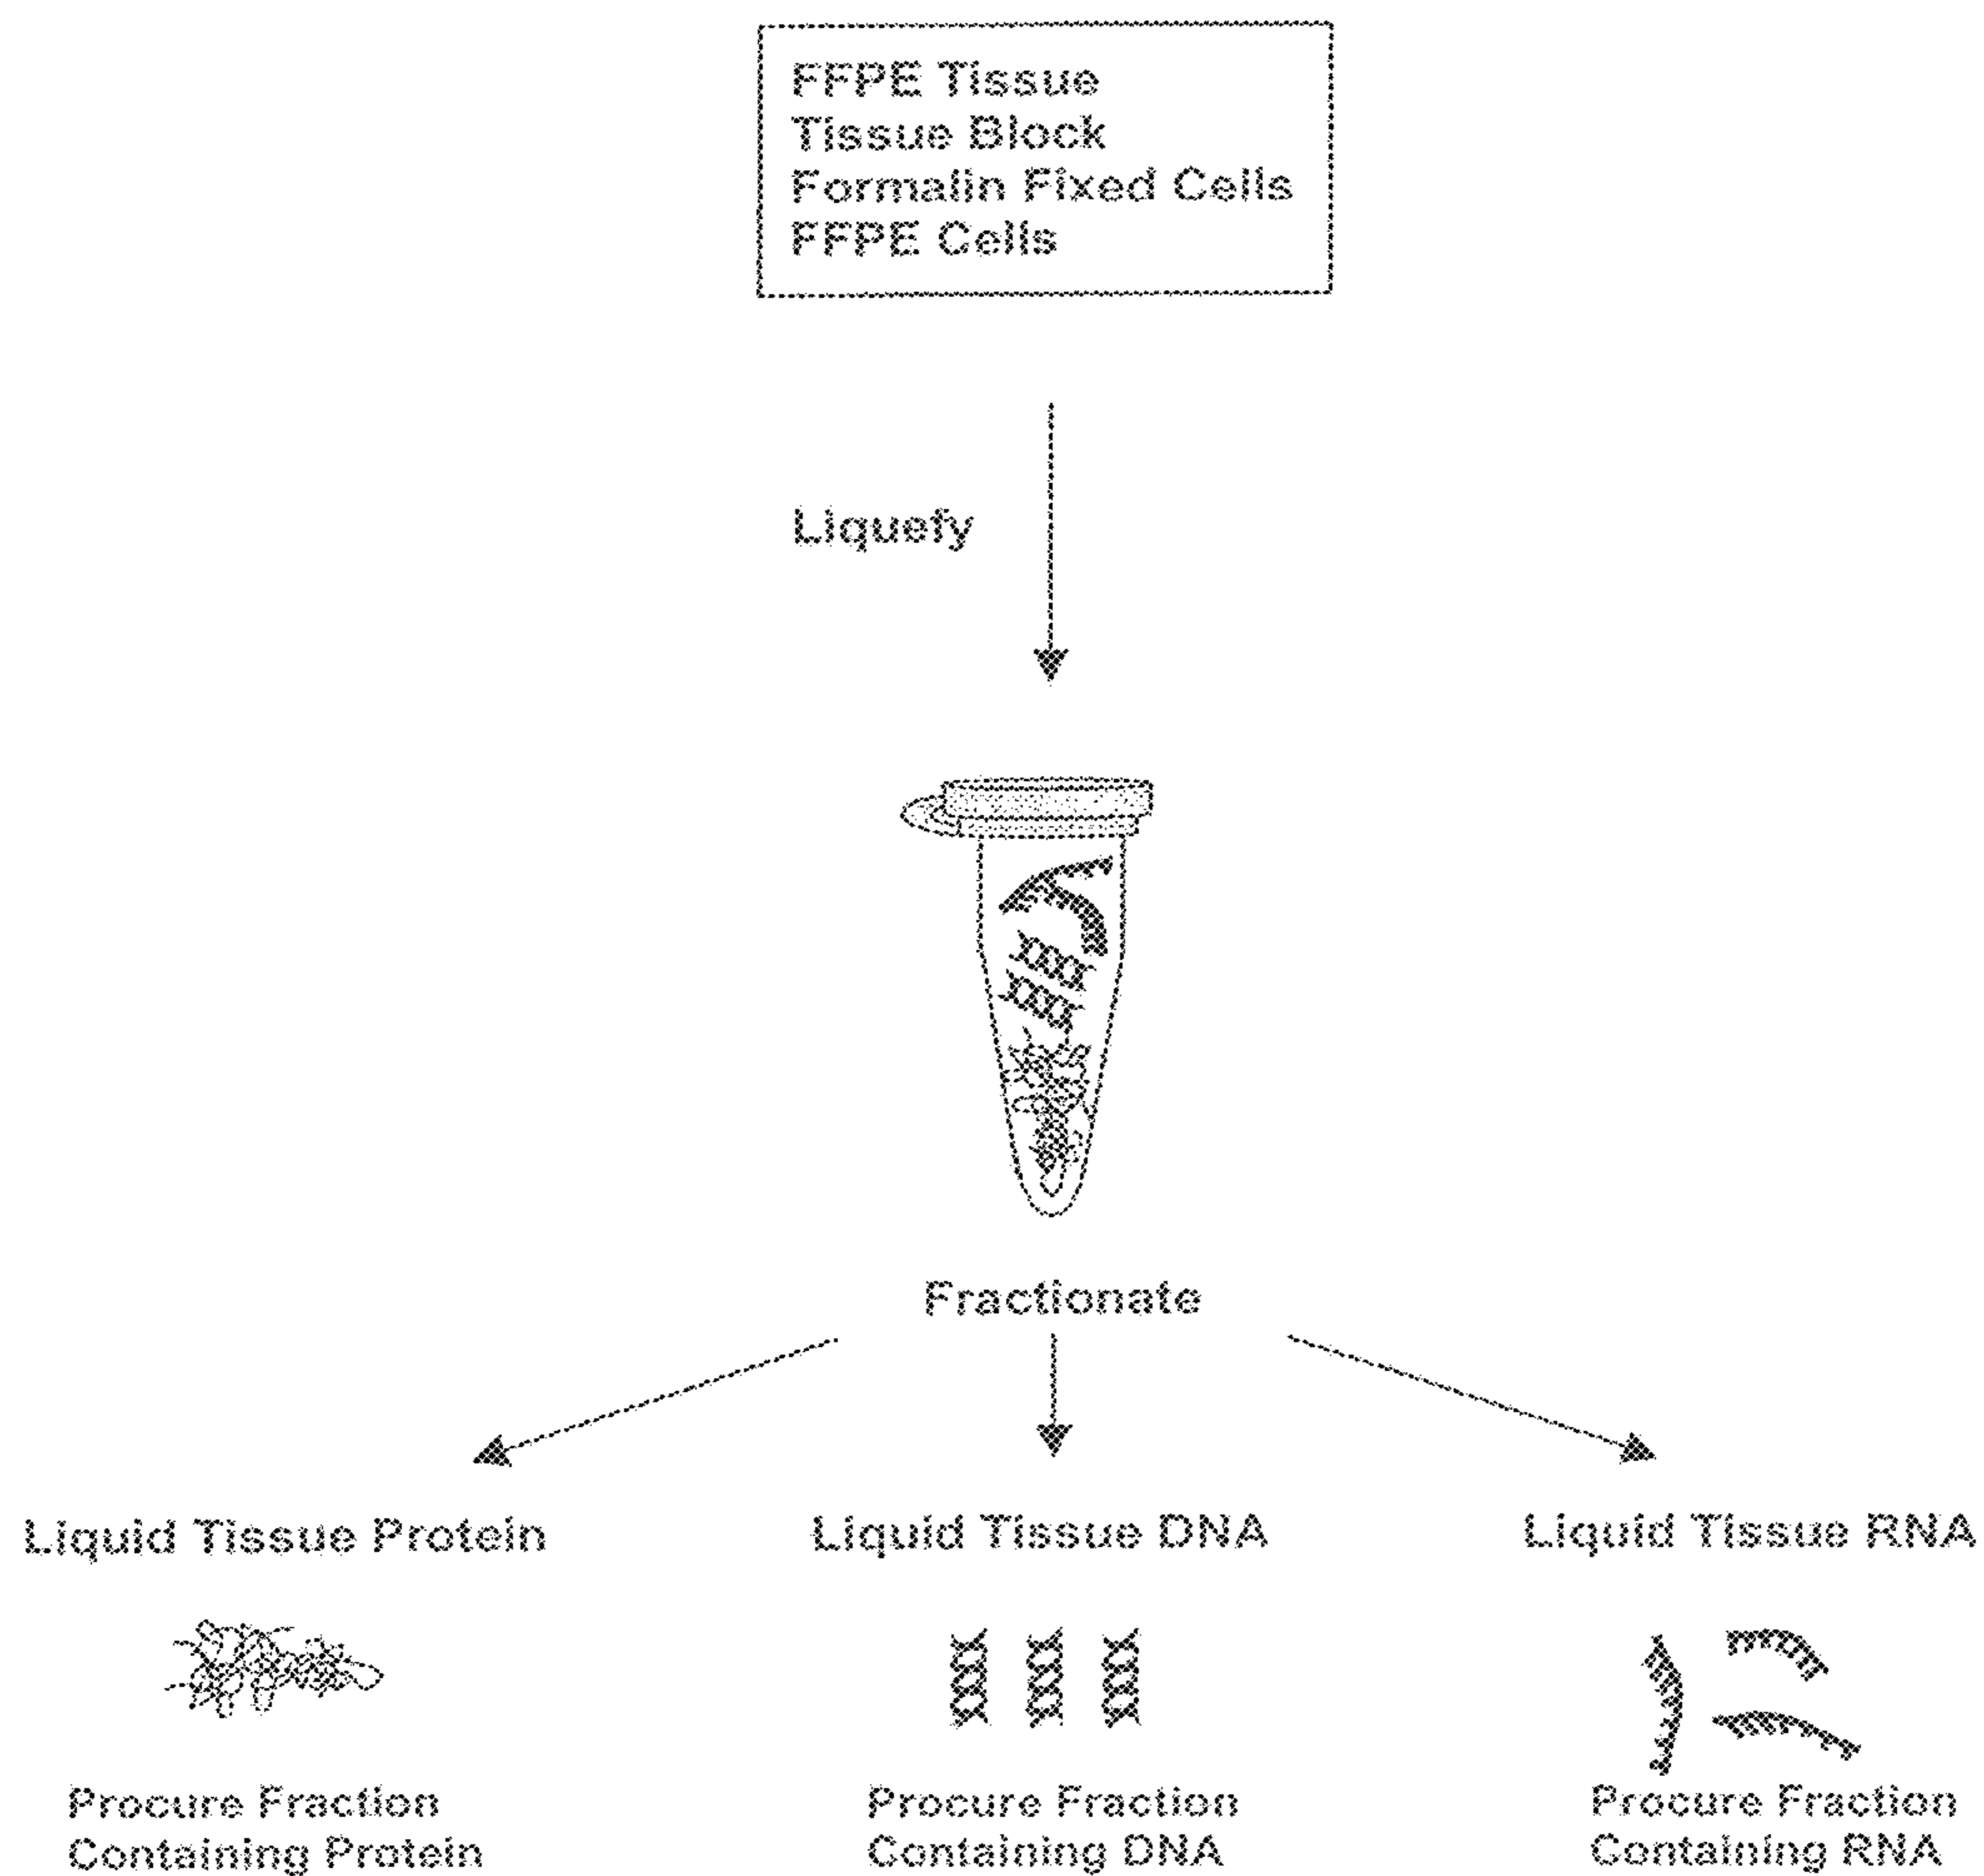 FFPE Tissue
Tissue Block
Formalin Fixed Cells
FFPE Cells
Liquefy
Fractionate
Liquid Tissue Protein
Liquid Tissue DNA
Liquid Tissue RNA
Procure Fraction
Containing Protein
Procure Fraction
Containing DNA
Procure Fraction
Containing RNA